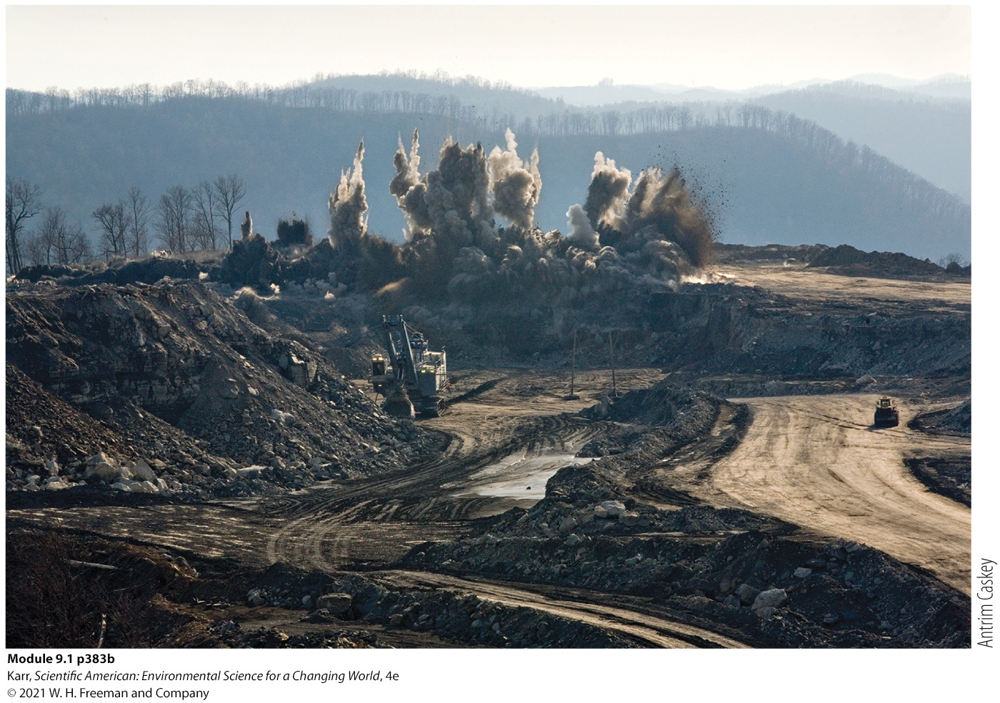 Antrim Caskey
Module 9.1 p383b
Karr, Scientific American: Environmental Science for a Changing World, 4e
© 2021 W. H. Freeman and Company